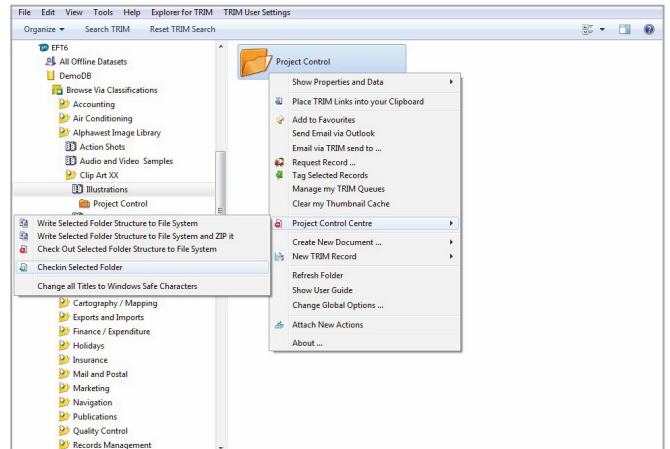 File Edit View Tools Help Explorer for TRIM TRIM User Settings
Organize Search TRIM Reset TRIM Search
EFT6
All Offline Datasets
DemoDB
Browse Via Classifications
Accounting
Air Conditioning
Alphawest Image Library
Action Shots
Audio and Video Samples
Clip Art XX
Illustrations
Project Control
Write Selected Folder Structure to File System
Write Selected Folder Structure to File System and ZIP it
Check Out Selected Folder Structure to File System
Checkin Selected Folder
Change all Titles to Windows Safe Characters
Cartography / Mapping
Exports and Imports
Finance / Expenditure
Holidays
Insurance
Mail and Postal
Marketing
Navigation
Publications
Quality Control
Records Management
Project Control
Show Properties and Data
Place TRIM Links into your Clipboard
Add to Favourites
Send Email via Outlook
Email via TRIM send to ...
Request Record ...
Tag Selected Records
Manage my TRIM Queues
Clear my Thumbnail Cache
Project Control Centre
Create New Document ...
New TRIM Record
Refresh Folder
Show User Guide
Change Global Options ...
Attach New Actions
About ...